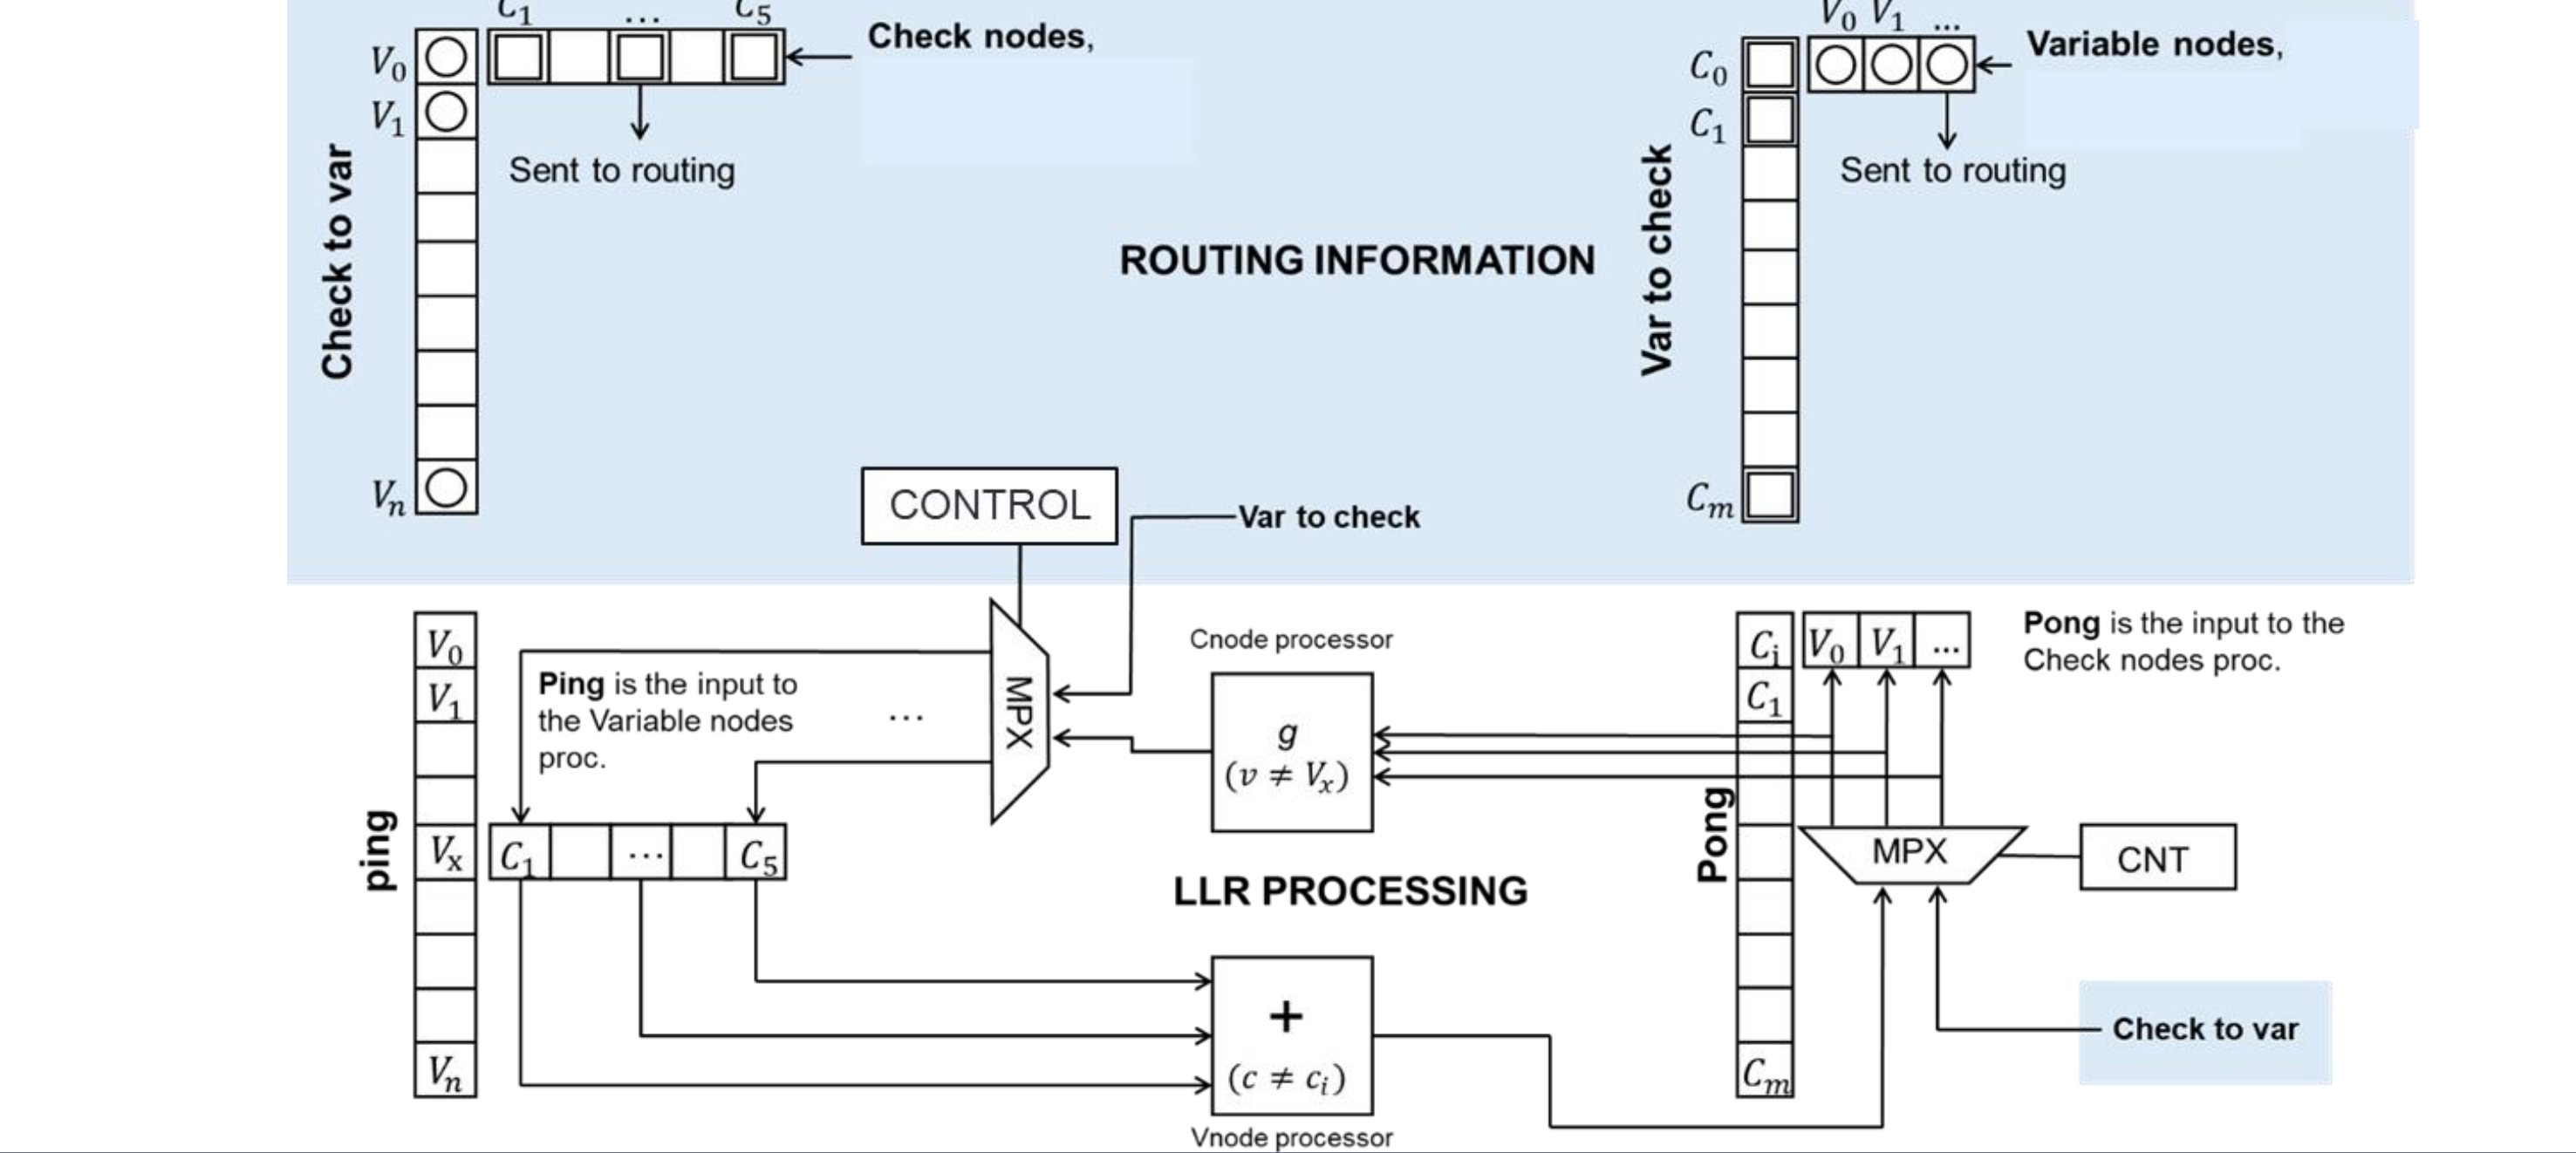 C₁ ... C₅
V₀
Check nodes,
V₁
Sent to routing
Check to var
Vₙ
V₀ V₁ ...
C₀
Variable nodes,
C₁
Sent to routing
Var to check
Cₘ
ROUTING INFORMATION
CONTROL
Var to check
V₀
V₁
Vₓ
Vₙ
ping
Ping is the input to
the Variable nodes
proc.
...
C₁ ... C₅
MPX
Cnode processor
g
(v ≠ Vₓ)
LLR PROCESSING
+
(c ≠ cᵢ)
Vnode processor
Cᵢ V₀ V₁ ...
C₁
Cₘ
Pong
Pong is the input to the
Check nodes proc.
MPX
CNT
Check to var